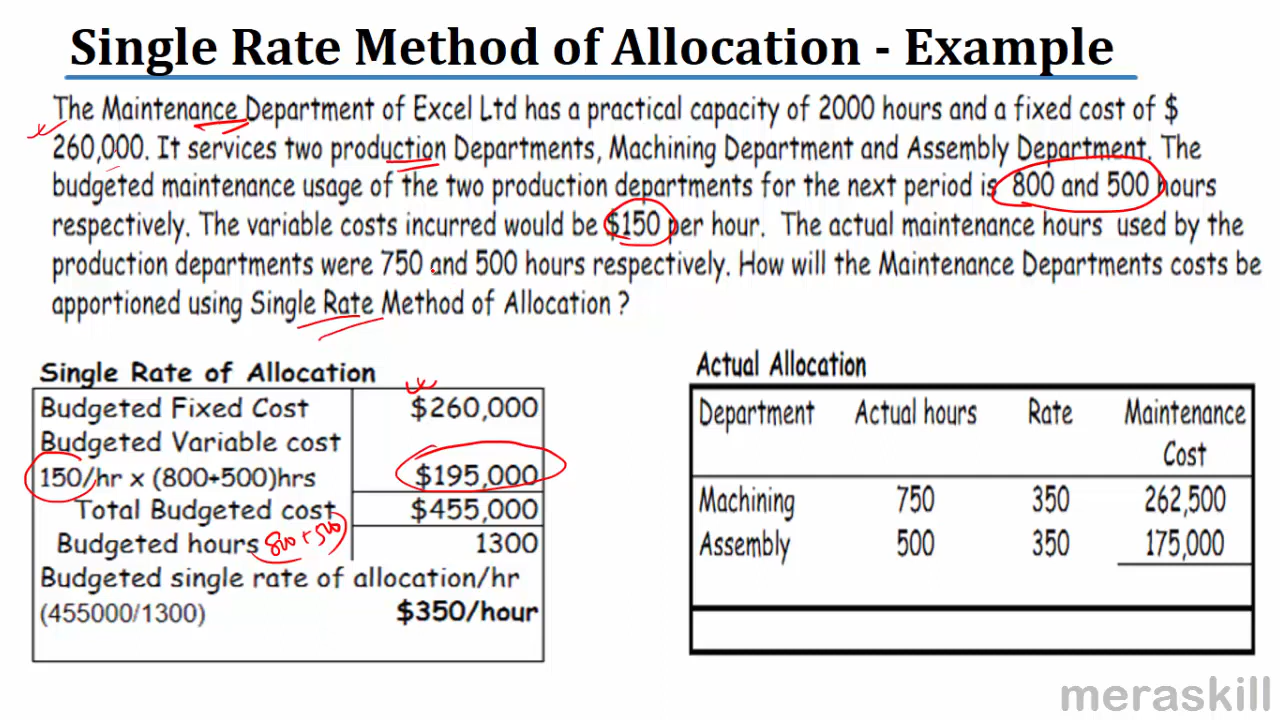 Single Rate Method of Allocation - Example
The Maintenance Department of Excel Ltd has a practical capacity of 2000 hours and a fixed cost of $
260,000. It services two production Departments, Machining Department and Assembly Department. The
budgeted maintenance usage of the two production departments for the next period is 800 and 500 hours
respectively. The variable costs incurred would be $150 per hour. The actual maintenance hours used by the
production departments were 750 and 500 hours respectively. How will the Maintenance Departments costs be
apportioned using Single Rate Method of Allocation ?
Single Rate of Allocation
Budgeted Fixed Cost $260,000
Budgeted Variable cost
150/hr x (800+500)hrs $195,000
Total Budgeted cost $455,000
Budgeted hours 800 + 500 1300
Budgeted single rate of allocation/hr
(455000/1300) $350/hour
Actual Allocation
Department Actual hours Rate Maintenance
Cost
Machining 750 350 262,500
Assembly 500 350 175,000
meraskill